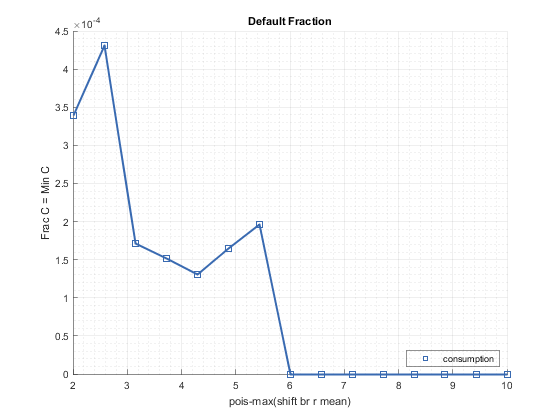 Default Fraction
×10-4
4.5
4
3.5
3
2.5
2
1.5
1
0.5
0
Frac C = Min C
2 3 4 5 6 7 8 9 10
pois-max(shift br r mean)
consumption